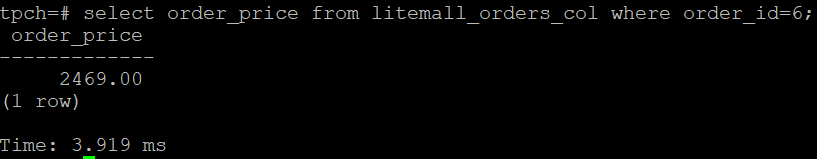 tpch=# select order_price from litemall_orders_col where order_id=6;
 order_price
-------------
     2469.00
(1 row)

Time: 3.919 ms